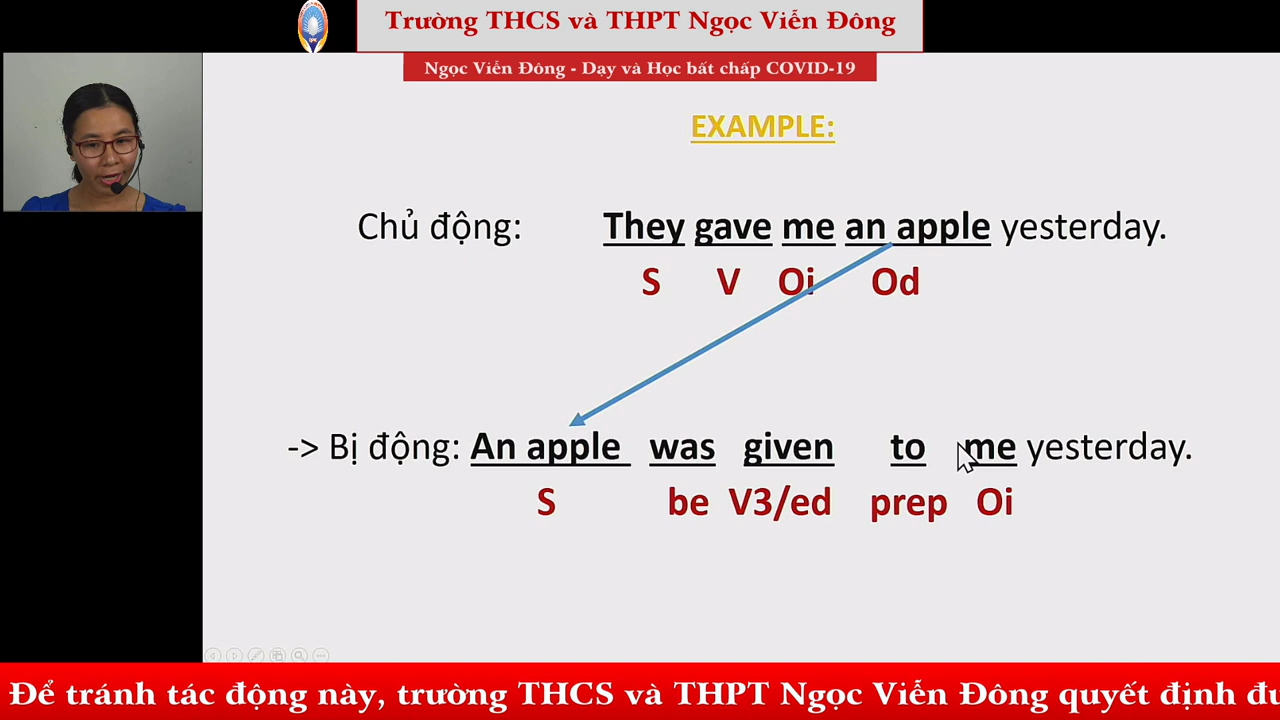 Trường THCS và THPT Ngọc Viễn Đông
Ngọc Viễn Đông - Dạy và Học bất chấp COVID-19
EXAMPLE:
Chủ động: They gave me an apple yesterday.
S V Oi Od
-> Bị động: An apple was given to me yesterday.
S be V3/ed prep Oi
Để tránh tác động này, trường THCS và THPT Ngọc Viễn Đông quyết định